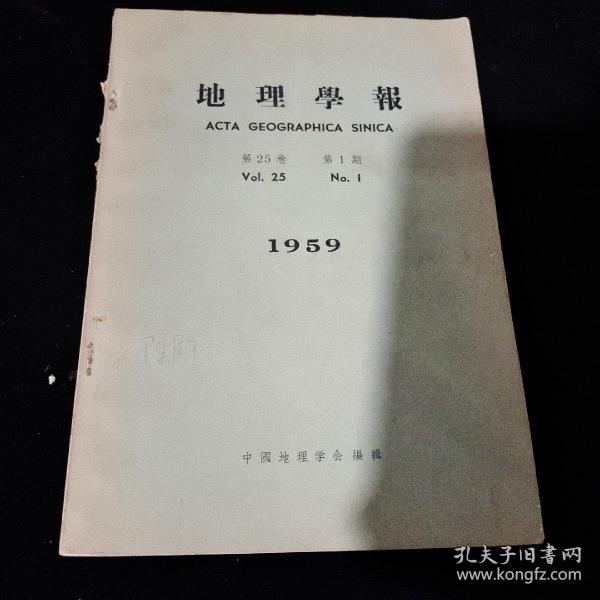 地理學報
ACTA GEOGRAPHICA SINICA
第25卷 第1期
Vol. 25 No. 1
1959
中國地理学会編輯
孔夫子旧书网
www.kongfz.com